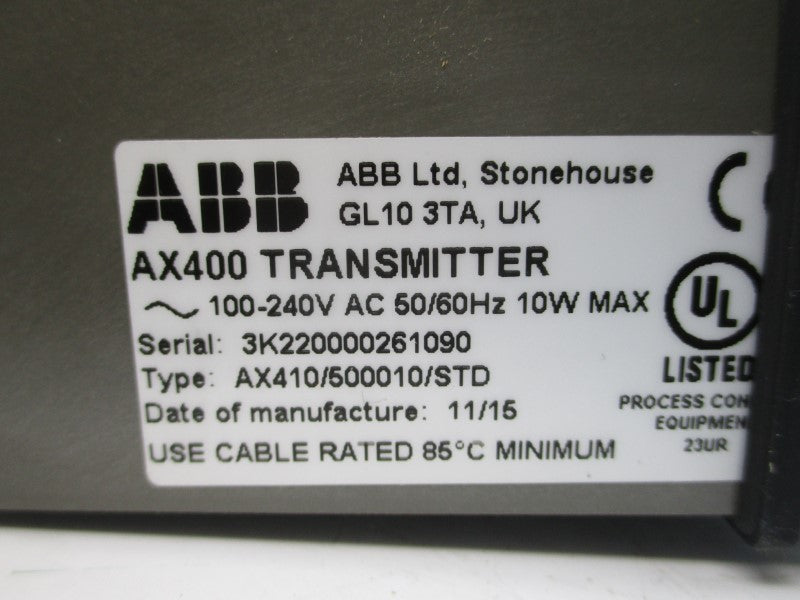 ABB
ABB Ltd, Stonehouse
GL10 3TA, UK
AX400 TRANSMITTER
100-240V AC 50/60Hz 10W MAX
Serial: 3K220000261090
Type: AX410/500010/STD
Date of manufacture: 11/15
USE CABLE RATED 85°C MINIMUM
UL
LISTED
PROCESS CON
EQUIPMEN
23UR